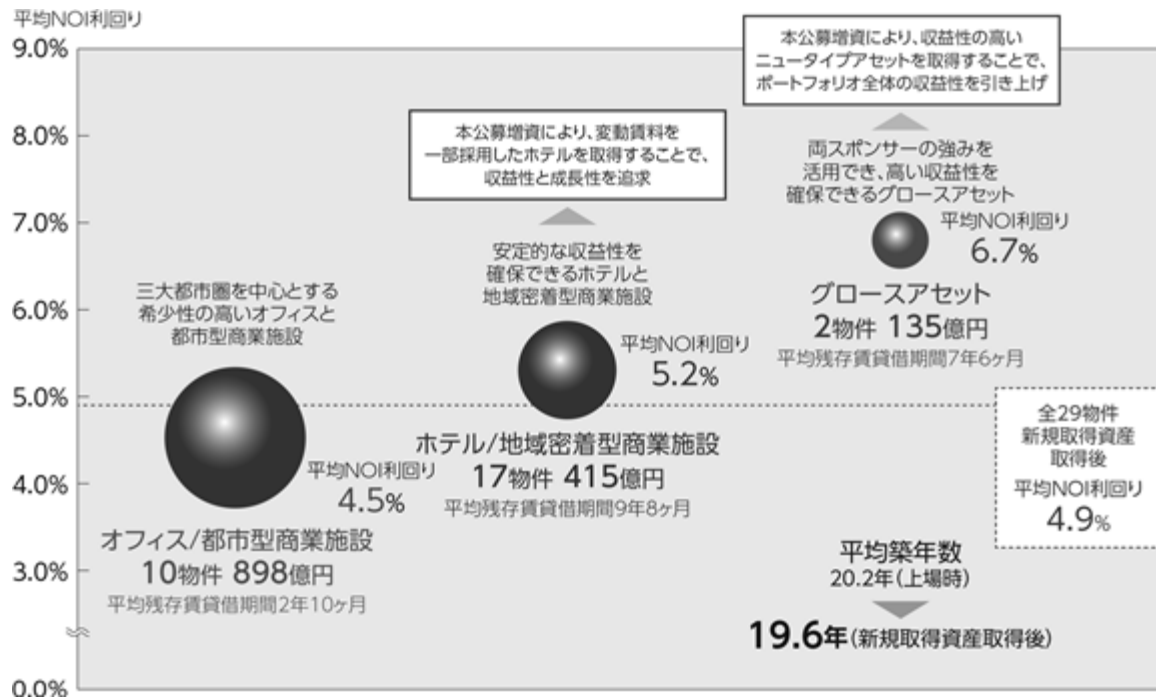 平均NOI利回り
9.0%
8.0%
7.0%
6.0%
5.0%
4.0%
3.0%
0.0%
三大都市圏を中心とする
希少性の高いオフィスと
都市型商業施設
平均NOI利回り
4.5%
オフィス/都市型商業施設
10物件 898億円
平均残存賃貸借期間2年10ヶ月
本公募増資により、変動賃料を
一部採用したホテルを取得することで、
収益性と成長性を追求
安定的な収益性を
確保できるホテルと
地域密着型商業施設
平均NOI利回り
5.2%
ホテル/地域密着型商業施設
17物件 415億円
平均残存賃貸借期間9年8ヶ月
本公募増資により、収益性の高い
ニュータイプアセットを取得することで、
ポートフォリオ全体の収益性を引き上げ
両スポンサーの強みを
活用でき、高い収益性を
確保できるグロースアセット
平均NOI利回り
6.7%
グロースアセット
2物件 135億円
平均残存賃貸借期間7年6ヶ月
全29物件
新規取得資産
取得後
平均NOI利回り
4.9%
平均築年数
20.2年(上場時)
19.6年(新規取得資産取得後)